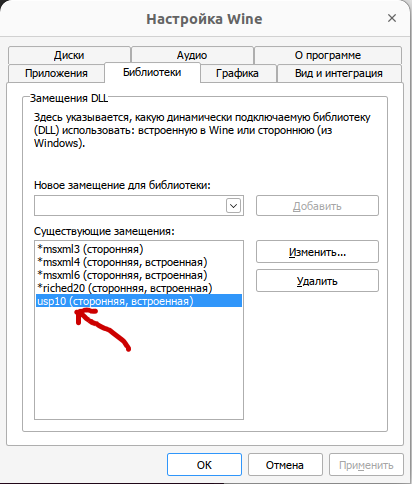 Настройка Wine
Диски
Аудио
О программе
Приложения
Библиотеки
Графика
Вид и интеграция
Замещения DLL
Здесь указывается, какую динамически подключаемую библиотеку
(DLL) использовать: встроенную в Wine или стороннюю (из
Windows).
Новое замещение для библиотеки:
Добавить
Существующие замещения:
*msxml3 (сторонняя)
*msxml4 (сторонняя, встроенная)
*msxml6 (сторонняя, встроенная)
*riched20 (сторонняя, встроенная)
usp10 (сторонняя, встроенная)
Изменить...
Удалить
OK
Отмена
Применить